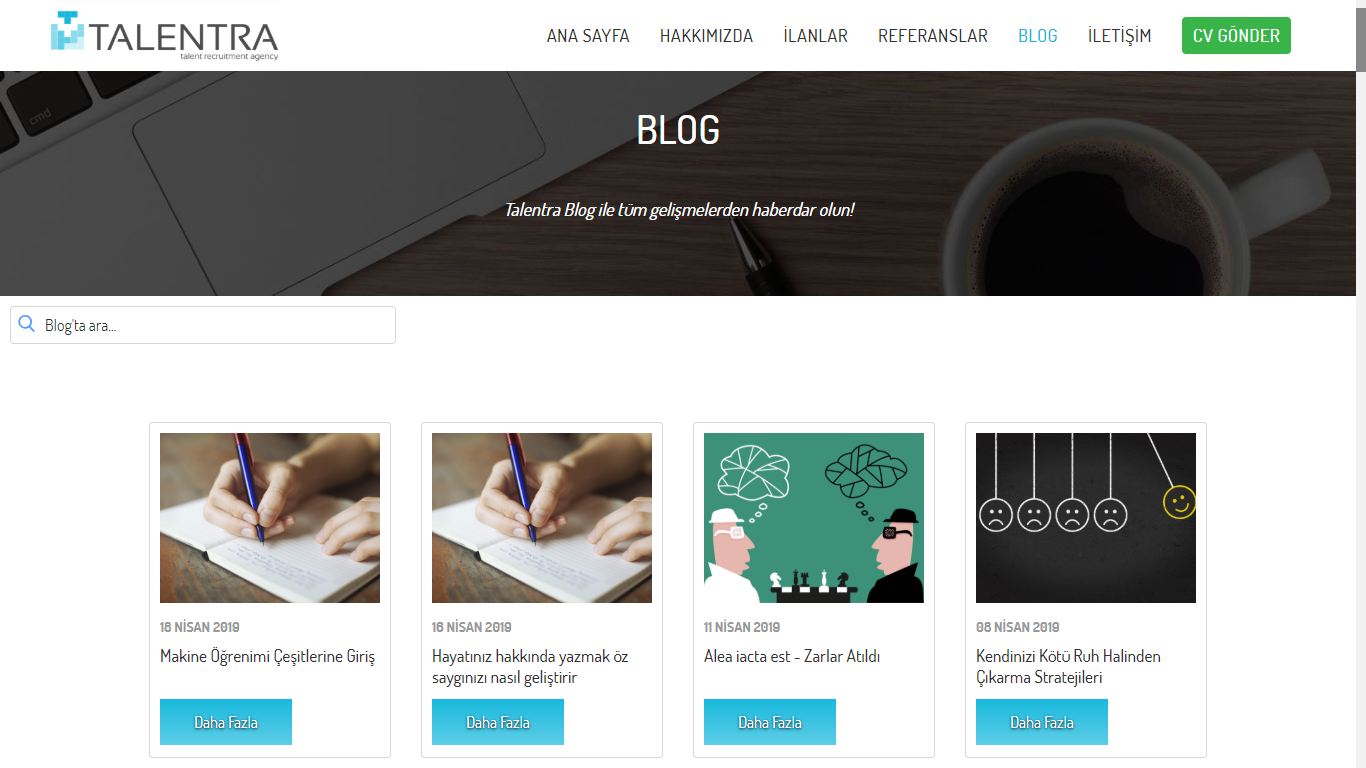 TALENTRA
talent recruitment agency
ANA SAYFA HAKKIMIZDA İLANLAR REFERANSLAR BLOG İLETİŞİM CV GÖNDER
cmd
BLOG
Talentra Blog ile tüm gelişmelerden haberdar olun!
Blog'ta ara...
18 NİSAN 2019
Makine Öğrenimi Çeşitlerine Giriş
Daha Fazla
16 NİSAN 2019
Hayatınız hakkında yazmak öz
saygınızı nasıl geliştirir
Daha Fazla
11 NİSAN 2019
Alea iacta est - Zarlar Atıldı
Daha Fazla
08 NİSAN 2019
Kendinizi Kötü Ruh Halinden
Çıkarma Stratejileri
Daha Fazla